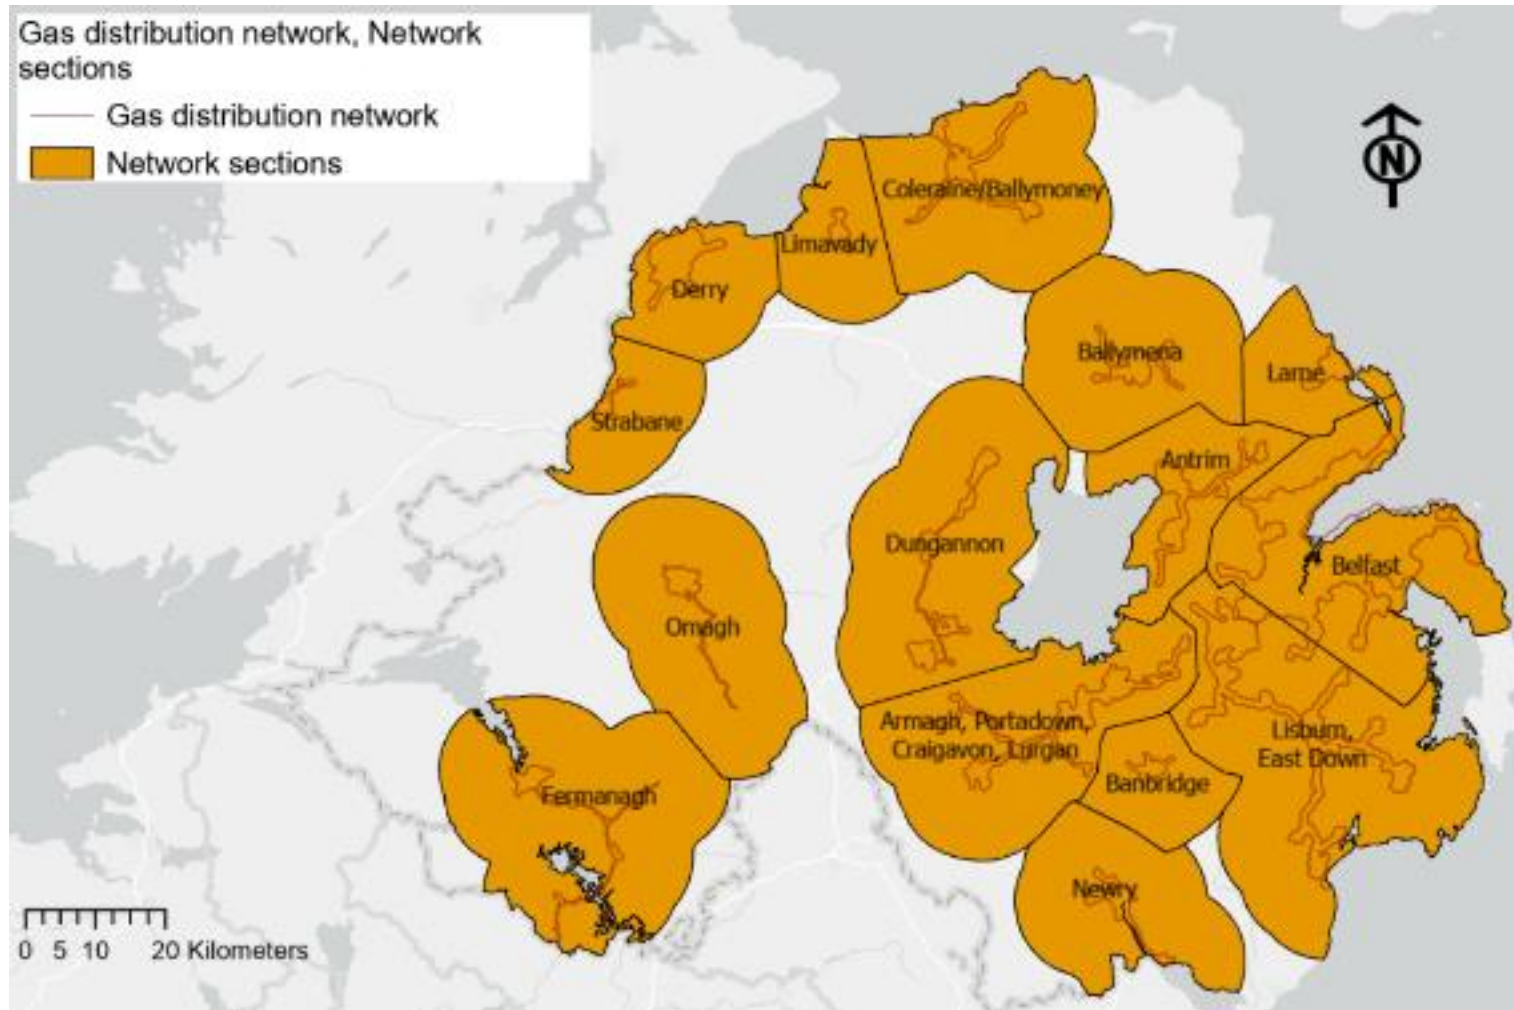 Gas distribution network, Network
sections
Gas distribution network
Network sections
N
Coleraine/Ballymoney
Limavady
Derry
Ballymena
Larne
Strabane
Antrim
Dungannon
Belfast
Omagh
Armagh, Portadown,
Craigavon, Lurgan
Lisburn,
East Down
Banbridge
Fermanagh
Newry
0 5 10 20 Kilometers